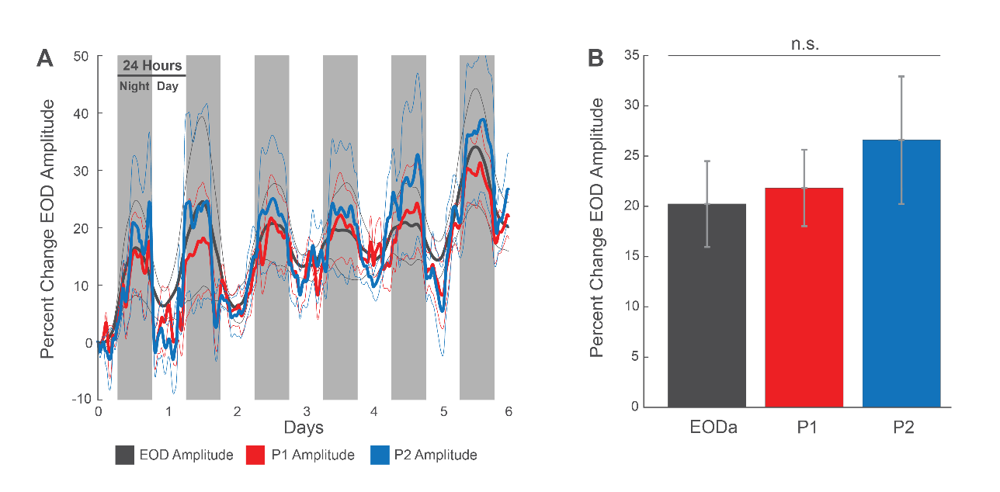 A
24 Hours
Night Day
Percent Change EOD Amplitude
50
40
30
20
10
0
-10
0 1 2 3 4 5 6
Days
EOD Amplitude P1 Amplitude P2 Amplitude
B
n.s.
Percent Change EOD Amplitude
35
30
25
20
15
10
5
0
EODa P1 P2